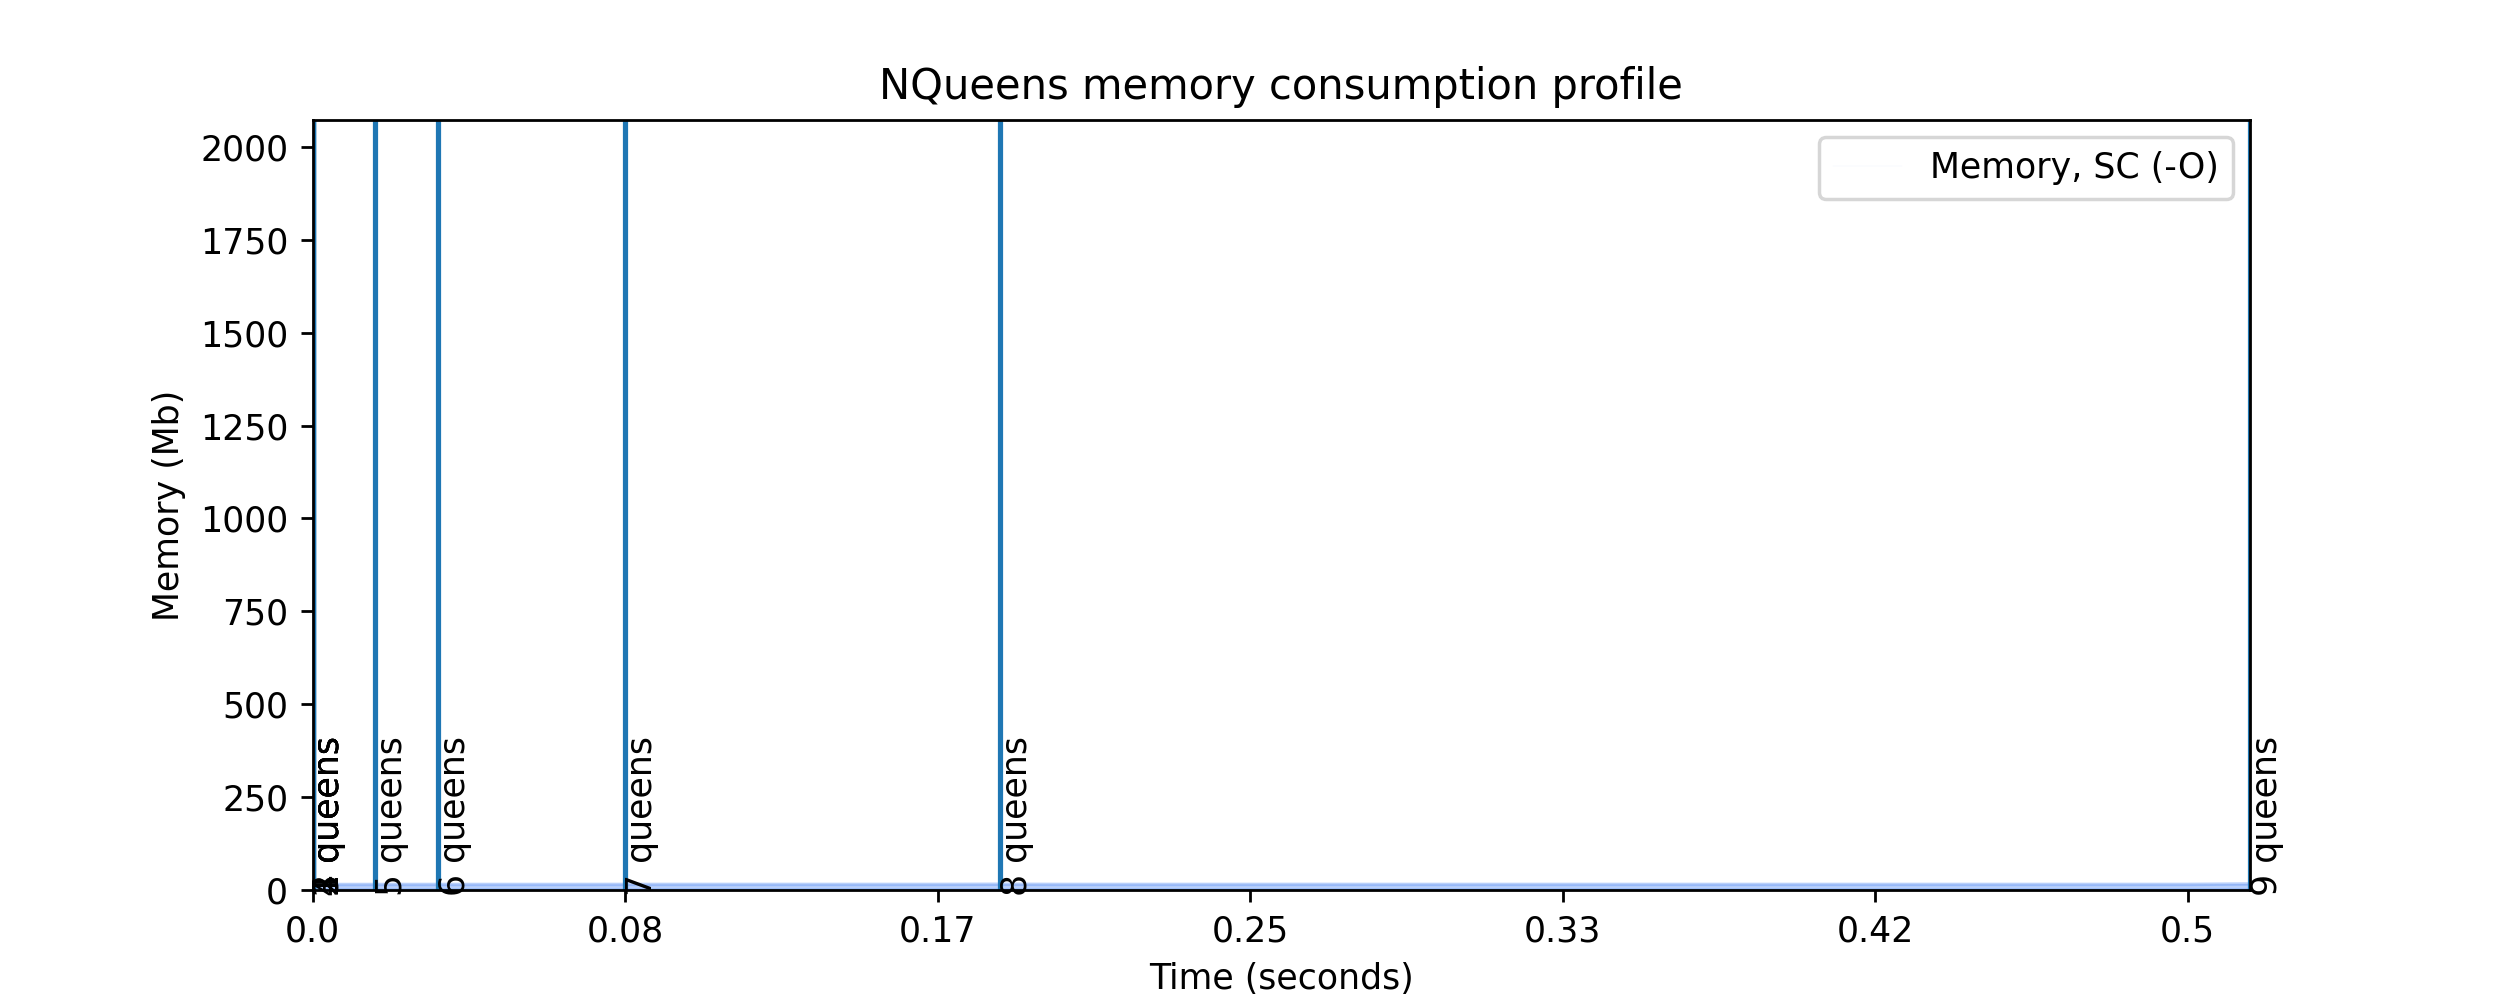 NQueens memory consumption profile
Memory, SC (-O)
Memory (Mb)
2000
1750
1500
1250
1000
750
500
250
0
queens
5 queens
6 queens
7 queens
8 queens
9 queens
0.0
0.08
0.17
0.25
0.33
0.42
0.5
Time (seconds)